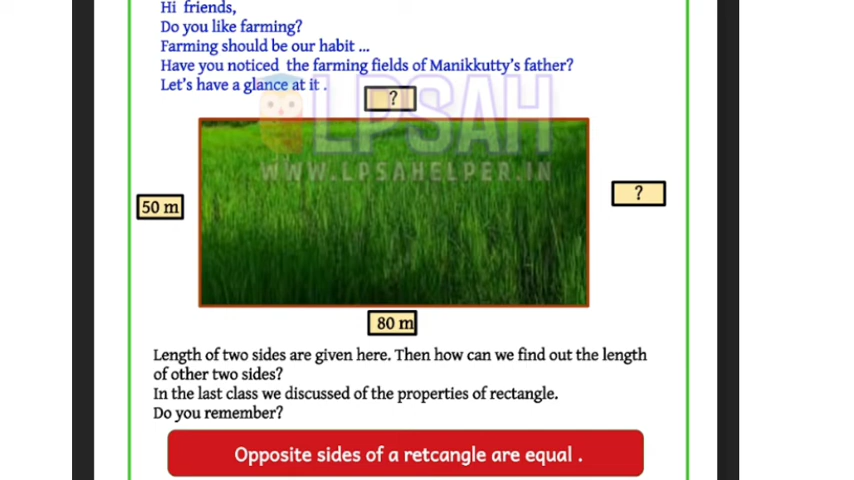 Hi friends,
Do you like farming?
Farming should be our habit ...
Have you noticed the farming fields of Manikkutty's father?
Let's have a glance at it .
?
LPSAH
WWW.LPSAHELPER.IN
50 m
?
80 m
Length of two sides are given here. Then how can we find out the length
of other two sides?
In the last class we discussed of the properties of rectangle.
Do you remember?
Opposite sides of a retcangle are equal .